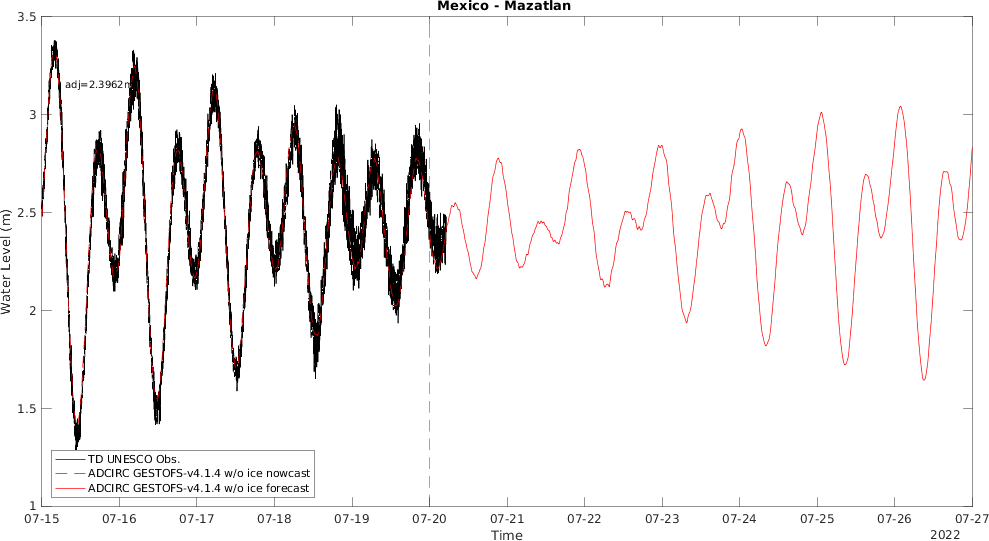 Mexico - Mazatlan
3.5
3
2.5
2
1.5
1
Water Level (m)
adj=2.3962m
TD UNESCO Obs.
ADCIRC GESTOFS-v4.1.4 w/o ice nowcast
ADCIRC GESTOFS-v4.1.4 w/o ice forecast
07-15 07-16 07-17 07-18 07-19 07-20 07-21 07-22 07-23 07-24 07-25 07-26 07-27
Time
2022